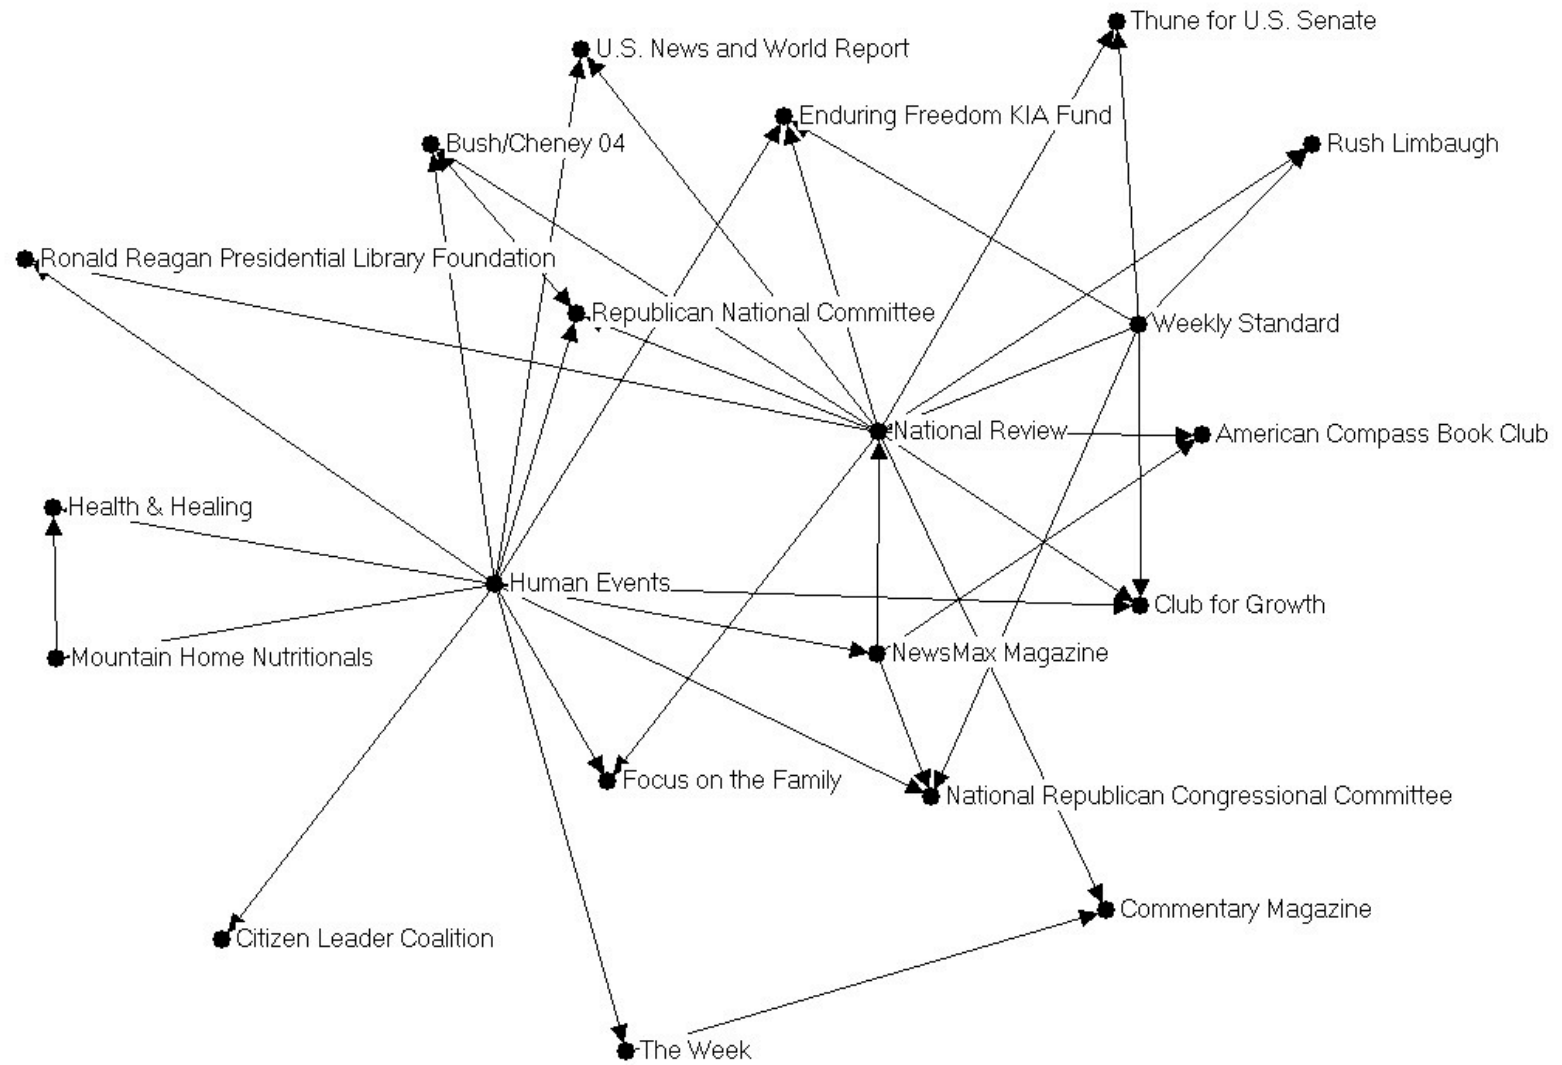 Thune for U.S. Senate
U.S. News and World Report
Enduring Freedom KIA Fund
Bush/Cheney 04
Rush Limbaugh
Ronald Reagan Presidential Library Foundation
Republican National Committee
Weekly Standard
National Review
American Compass Book Club
Health & Healing
Human Events
Club for Growth
NewsMax Magazine
Mountain Home Nutritionals
Focus on the Family
National Republican Congressional Committee
Commentary Magazine
Citizen Leader Coalition
The Week